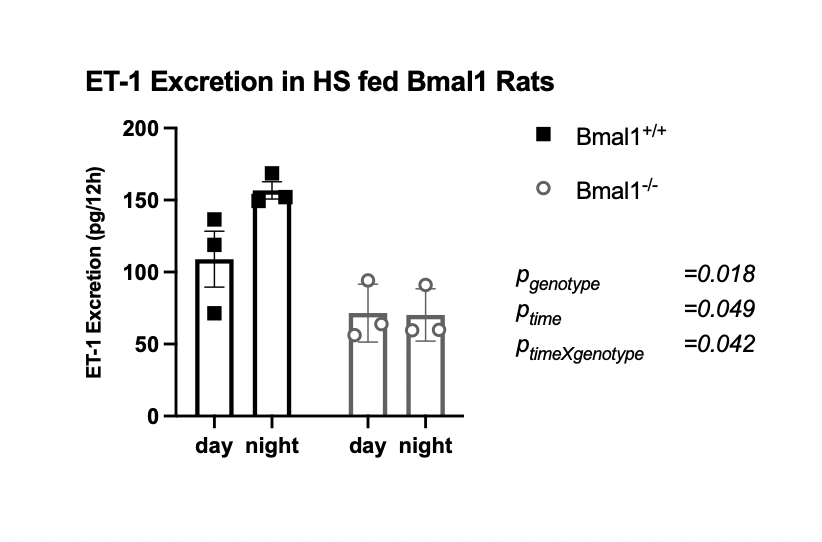 ET-1 Excretion in HS fed Bmal1 Rats
ET-1 Excretion (pg/12h)
200
150
100
50
0
day night day night
Bmal1+/+
Bmal1-/-
pgenotype =0.018
ptime =0.049
ptimeXgenotype =0.042